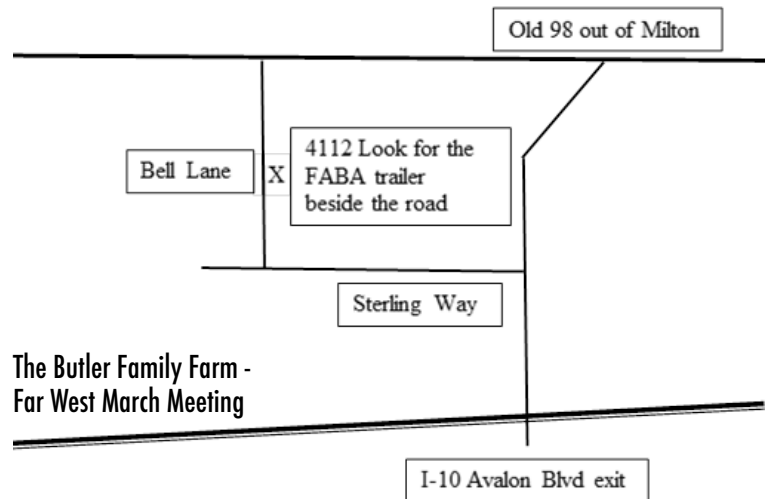 Old 98 out of Milton
Bell Lane
X
4112 Look for the
FABA trailer
beside the road
Sterling Way
The Butler Family Farm -
Far West March Meeting
I-10 Avalon Blvd exit